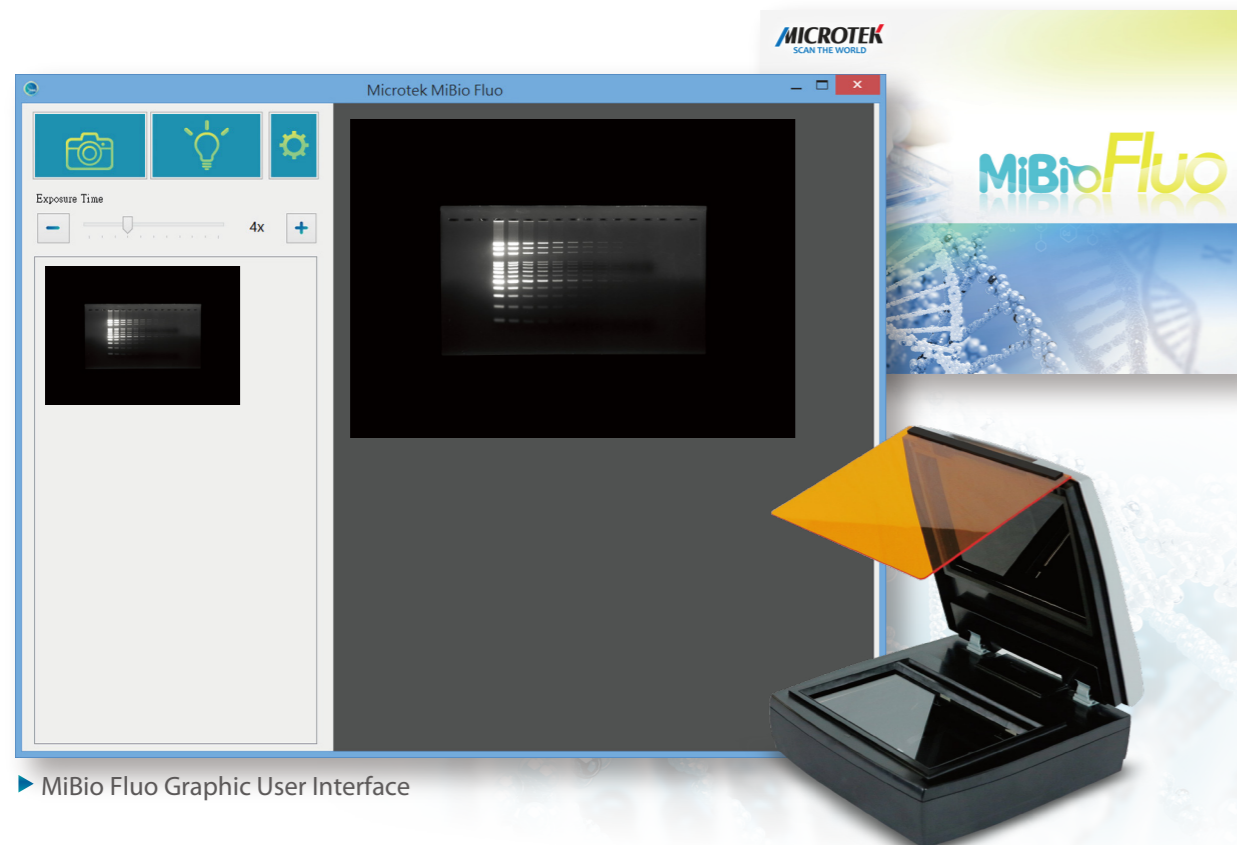 MICROTEK
SCAN THE WORLD
Microtek MiBio Fluo
MiBioFluo
Exposure Time
4x
MiBio Fluo Graphic User Interface